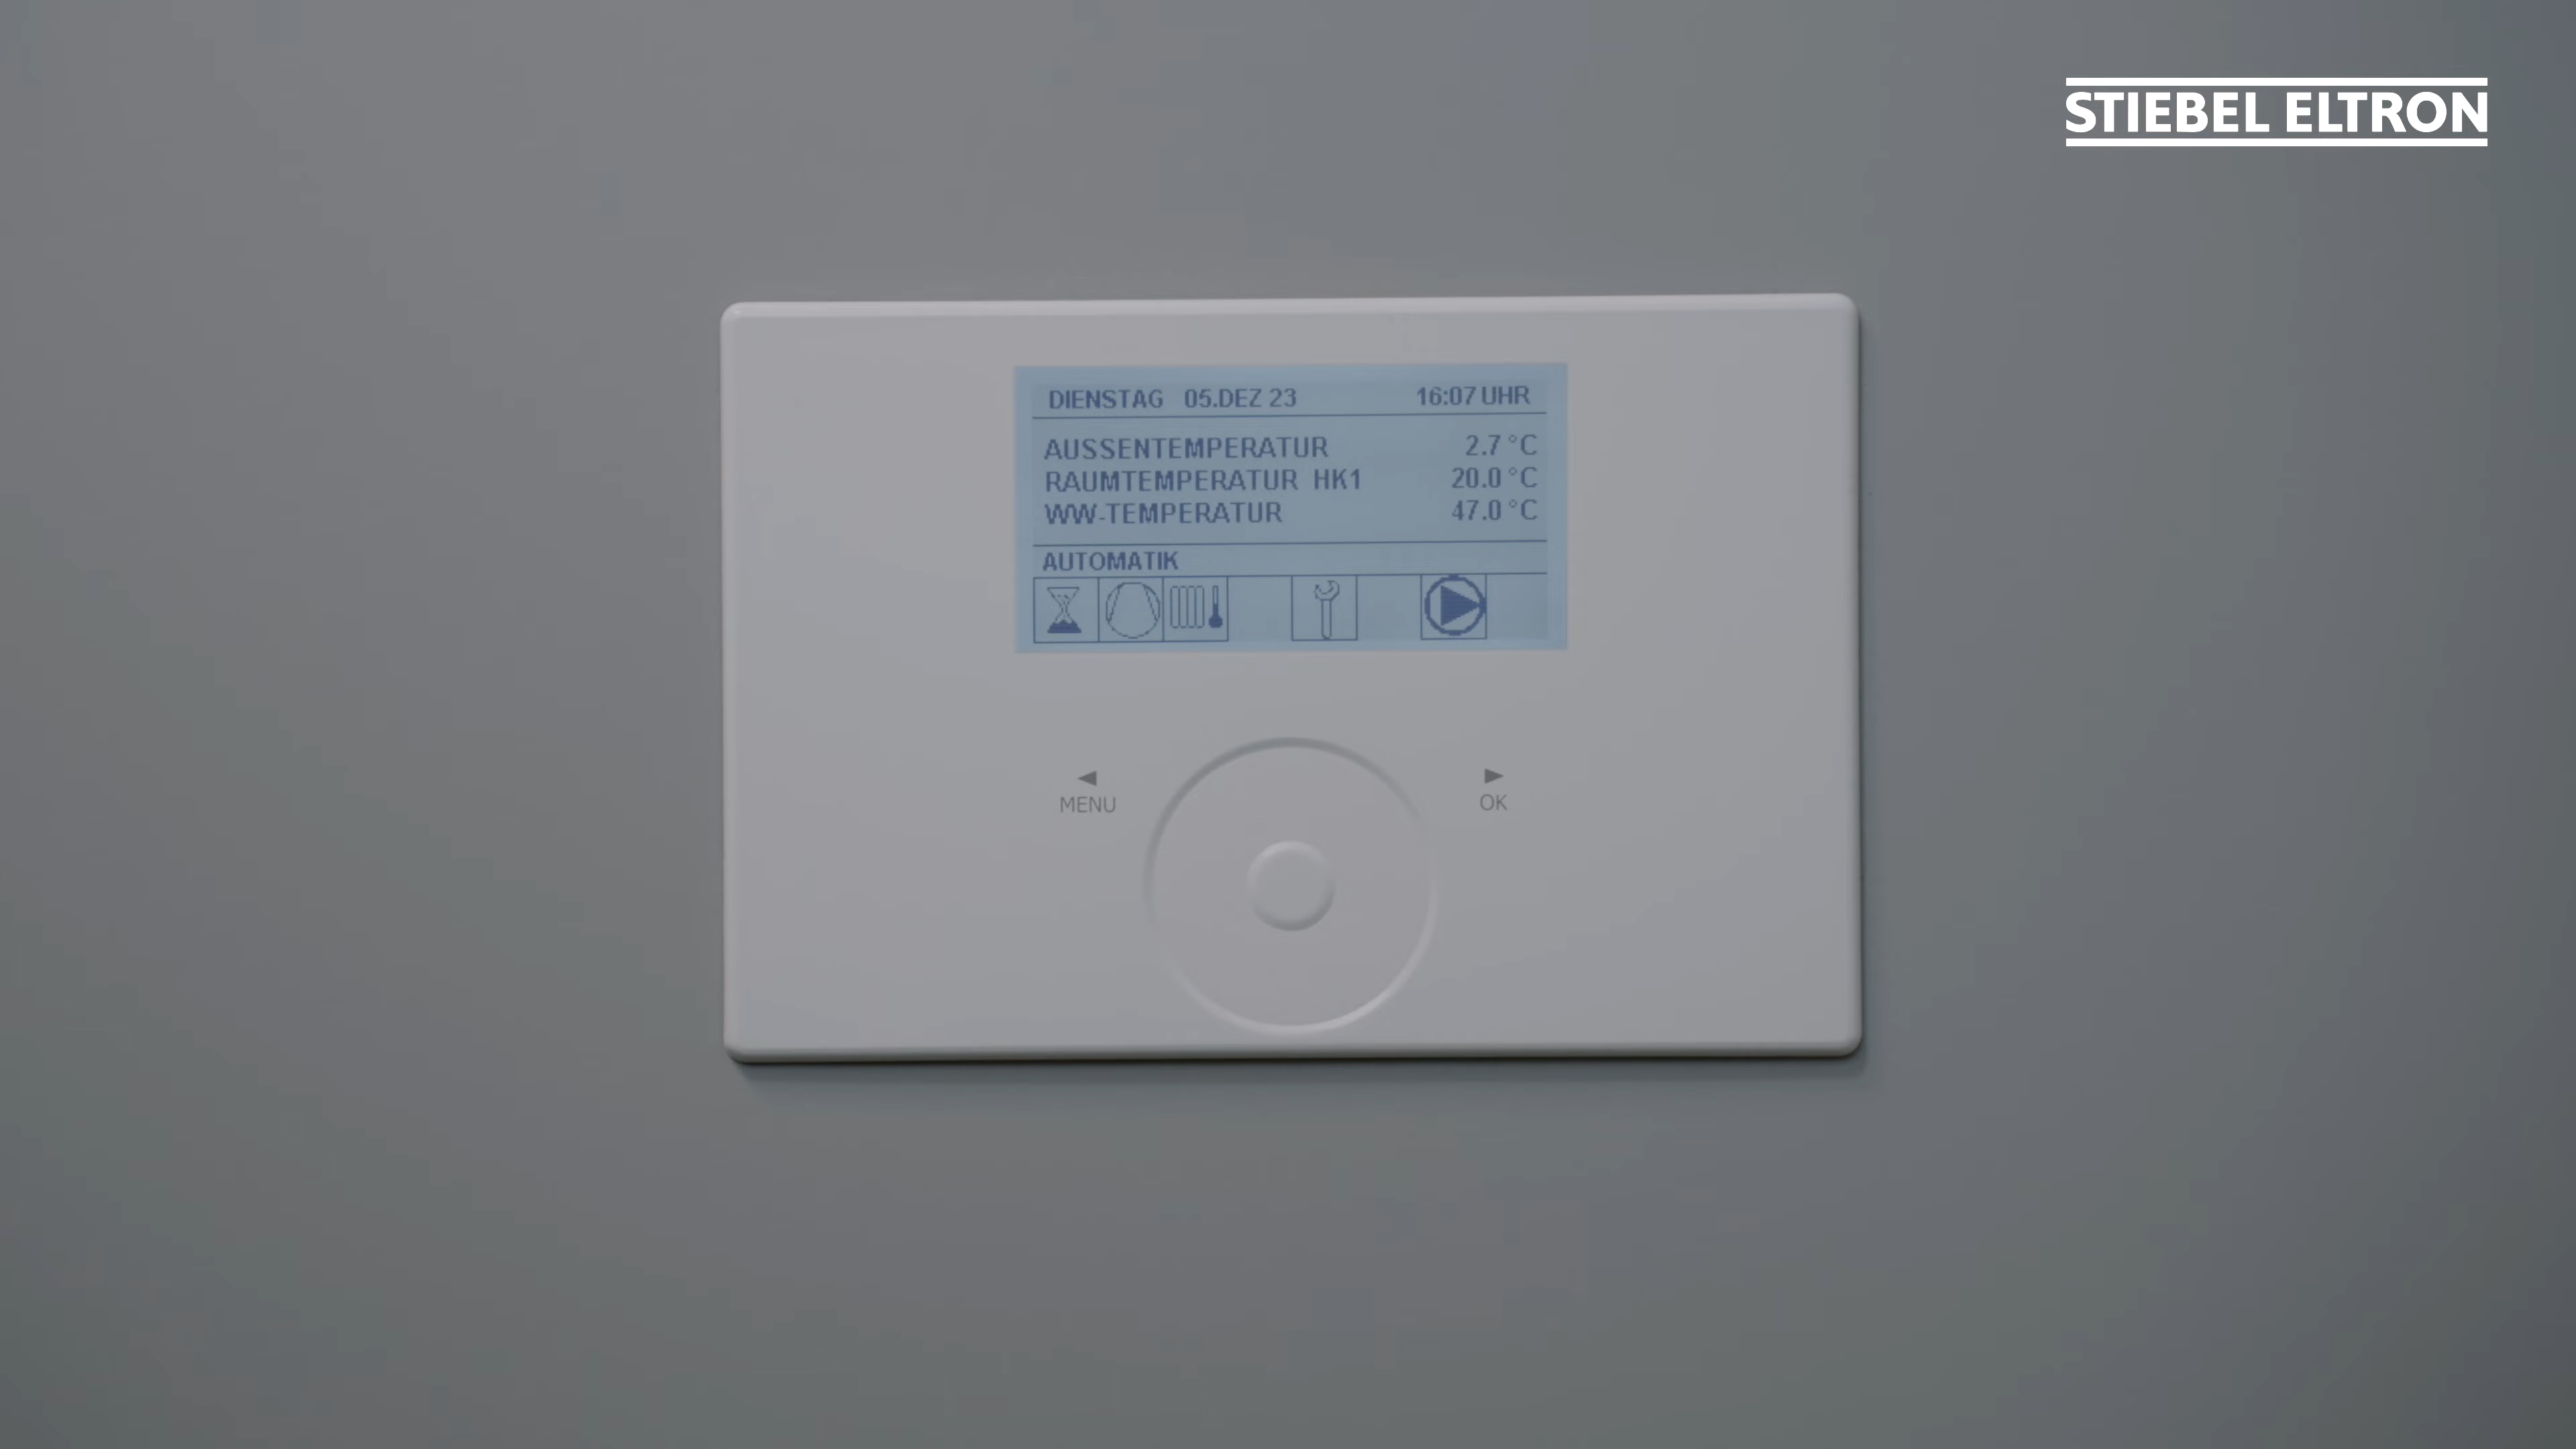 STIEBEL ELTRON
DIENSTAG 05.DEZ 23 16:07 UHR
AUSSENTEMPERATUR 2.7 °C
RAUMTEMPERATUR HK1 20.0 °C
WW-TEMPERATUR 47.0 °C
AUTOMATIK
MENU
OK